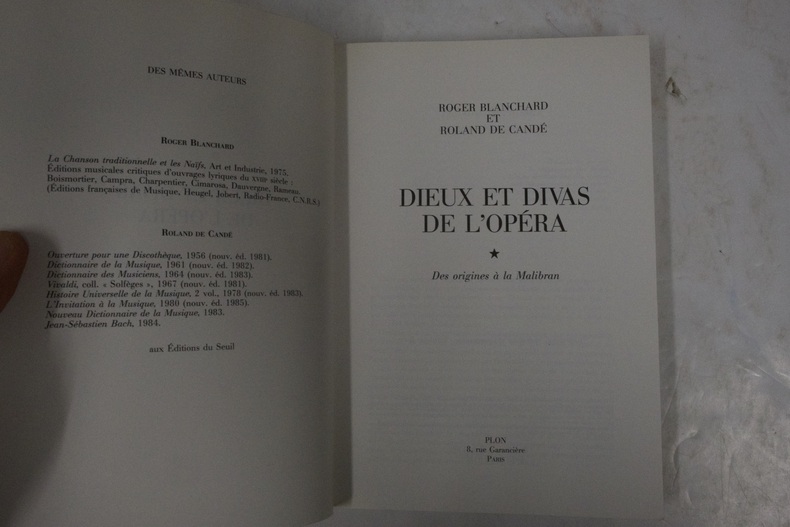 DES MÊMES AUTEURS
ROGER BLANCHARD
La Chanson traditionnelle et les Naïfs, Art et Industrie, 1975.
Éditions musicales critiques d'ouvrages lyriques du XVIIIe siècle :
Boismortier, Campra, Charpentier, Cimarosa, Dauvergne, Rameau.
(Éditions françaises de Musique, Heugel, Jobert, Radio-France, C.N.R.S.)
ROLAND DE CANDÉ
Ouverture pour une Discothèque, 1956 (nouv. éd. 1981).
Dictionnaire de la Musique, 1961 (nouv. éd. 1982).
Dictionnaire des Musiciens, 1964 (nouv. éd. 1983).
Vivaldi, coll. « Solfèges », 1967 (nouv. éd. 1981).
Histoire Universelle de la Musique, 2 vol., 1978 (nouv. éd. 1983).
L'Invitation à la Musique, 1980 (nouv. éd. 1985).
Nouveau Dictionnaire de la Musique, 1983.
Jean-Sébastien Bach, 1984.
aux Éditions du Seuil
ROGER BLANCHARD
ET
ROLAND DE CANDÉ
DIEUX ET DIVAS
DE L'OPÉRA
★
Des origines à la Malibran
PLON
8, rue Garancière
PARIS